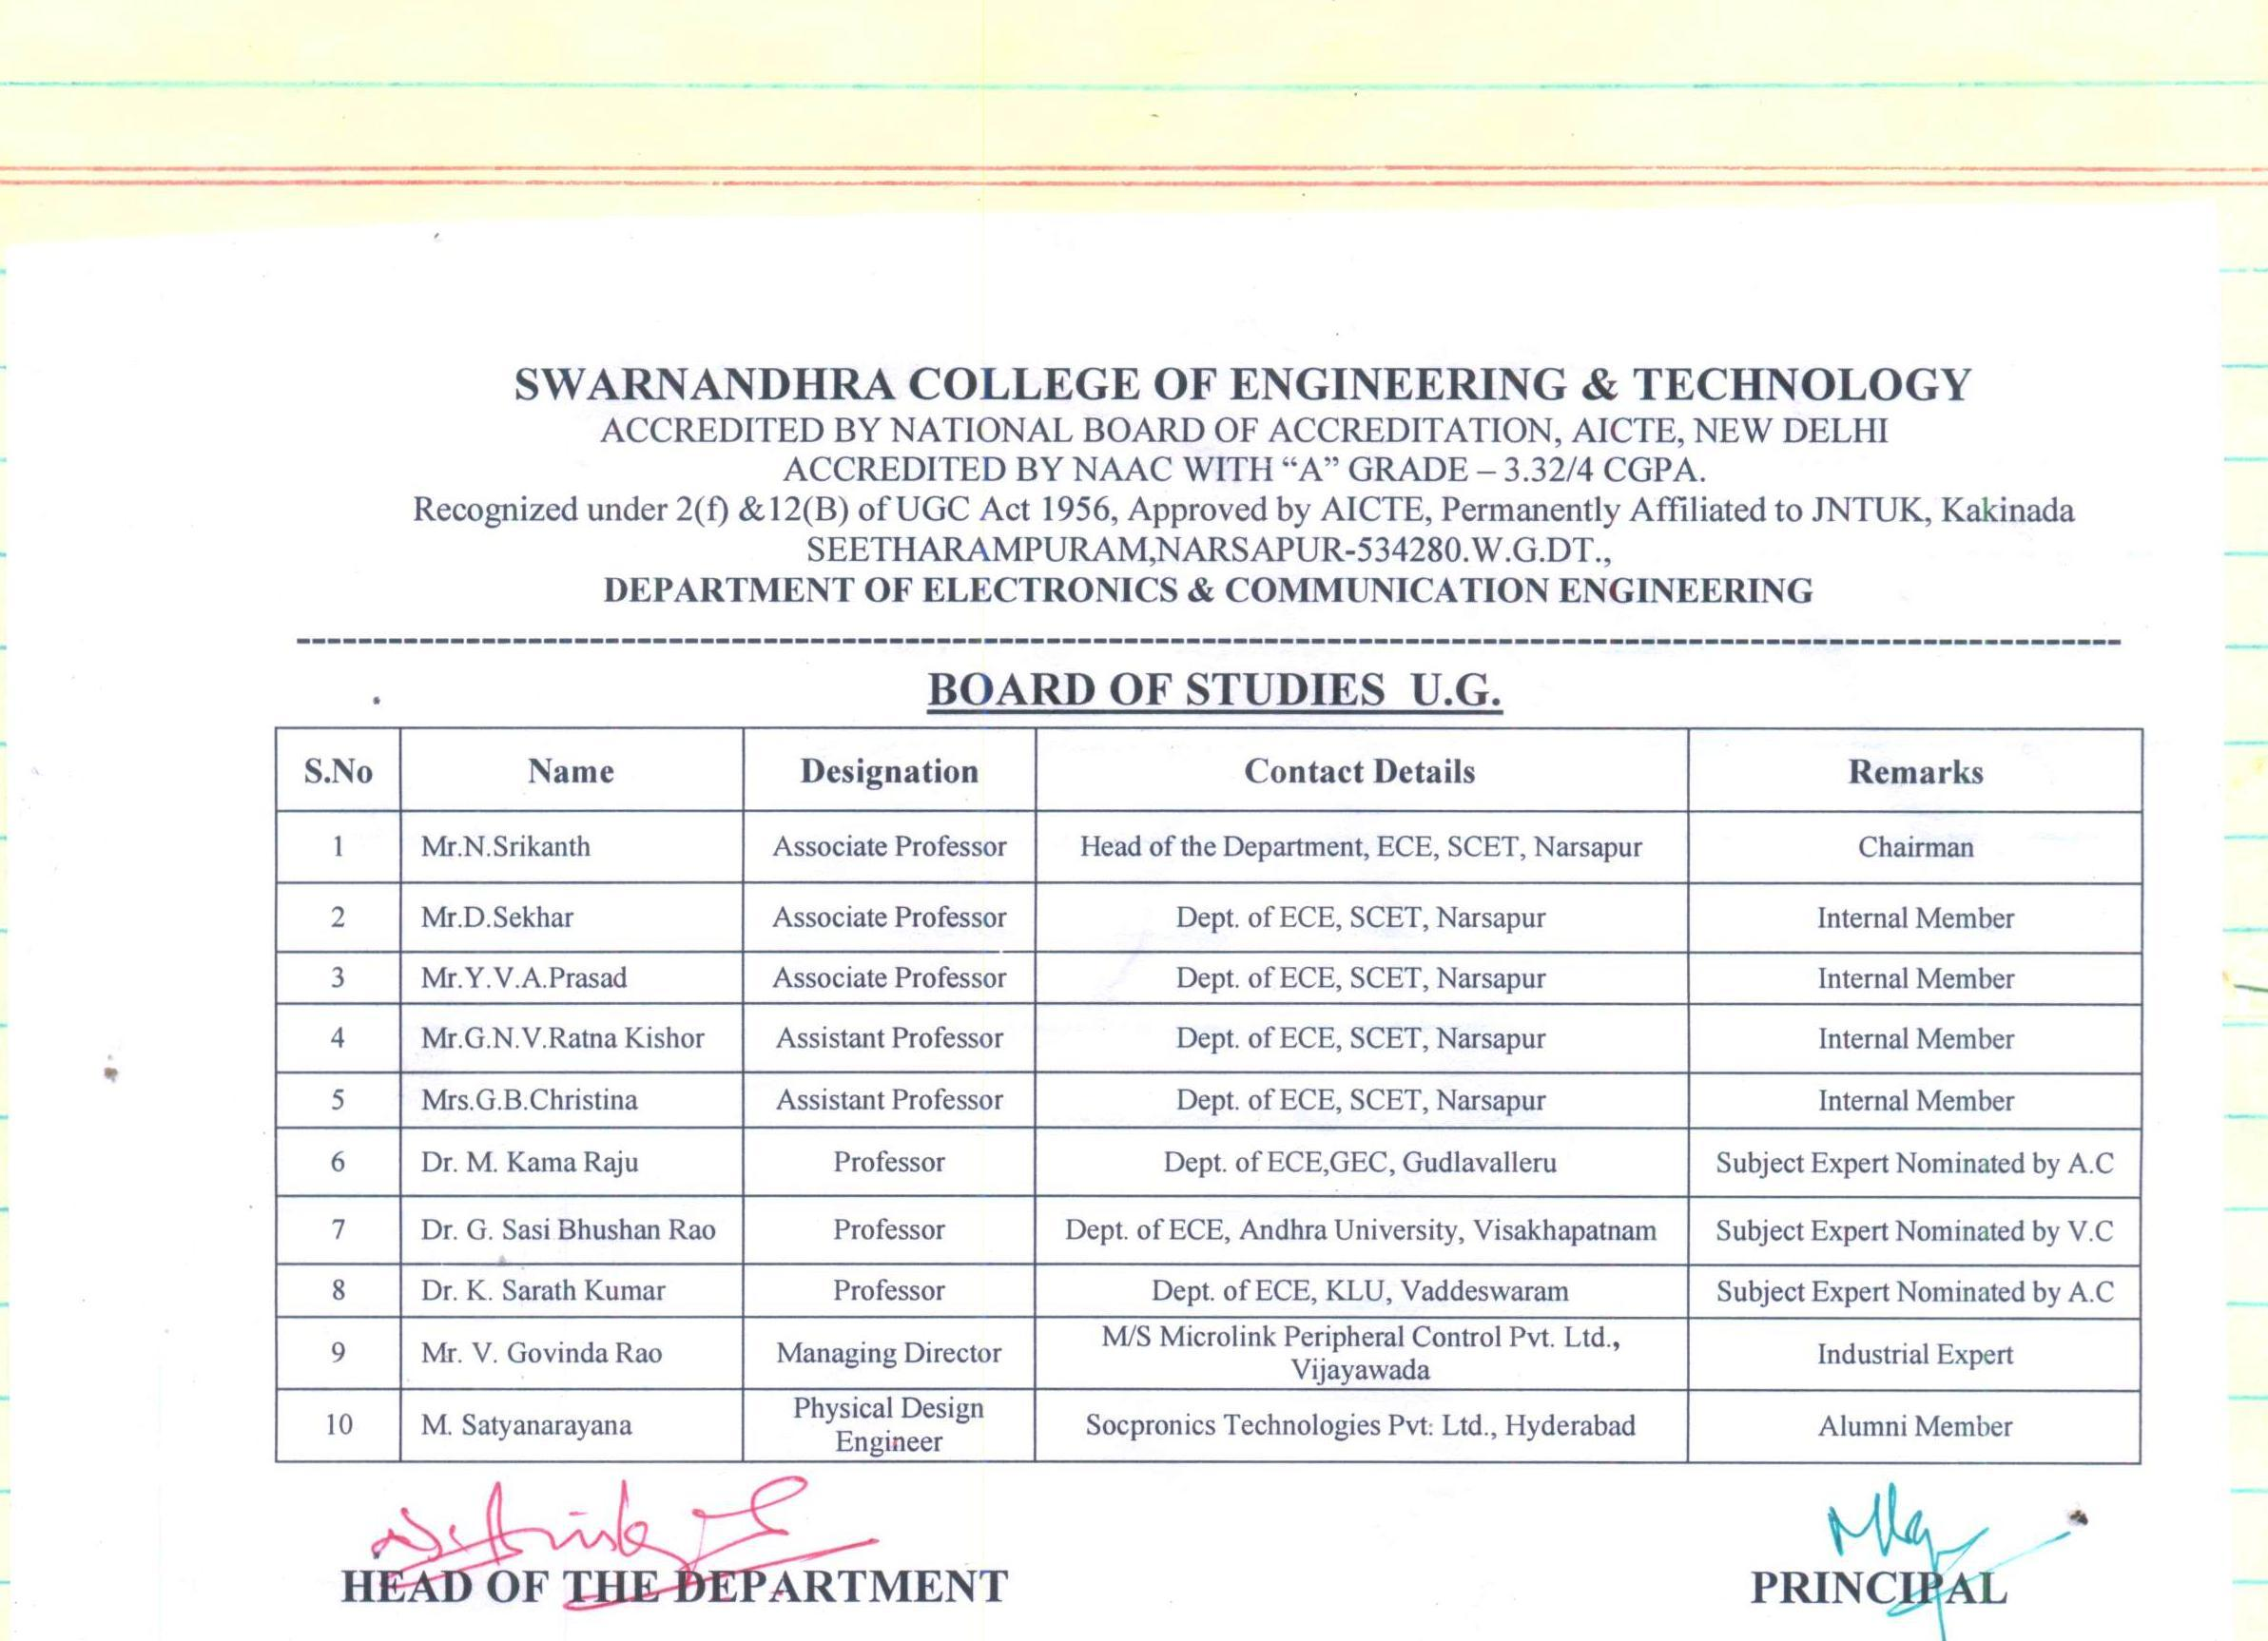 SWARNANDHRA COLLEGE OF ENGINEERING & TECHNOLOGY
ACCREDITED BY NATIONAL BOARD OF ACCREDITATION, AICTE, NEW DELHI
ACCREDITED BY NAAC WITH “A” GRADE – 3.32/4 CGPA.
Recognized under 2(f) &12(B) of UGC Act 1956, Approved by AICTE, Permanently Affiliated to JNTUK, Kakinada
SEETHARAMPURAM,NARSAPUR-534280.W.G.DT.,
DEPARTMENT OF ELECTRONICS & COMMUNICATION ENGINEERING
BOARD OF STUDIES U.G.
S.No Name Designation Contact Details Remarks
1 Mr.N.Srikanth Associate Professor Head of the Department, ECE, SCET, Narsapur Chairman
2 Mr.D.Sekhar Associate Professor Dept. of ECE, SCET, Narsapur Internal Member
3 Mr.Y.V.A.Prasad Associate Professor Dept. of ECE, SCET, Narsapur Internal Member
4 Mr.G.N.V.Ratna Kishor Assistant Professor Dept. of ECE, SCET, Narsapur Internal Member
5 Mrs.G.B.Christina Assistant Professor Dept. of ECE, SCET, Narsapur Internal Member
6 Dr. M. Kama Raju Professor Dept. of ECE,GEC, Gudlavalleru Subject Expert Nominated by A.C
7 Dr. G. Sasi Bhushan Rao Professor Dept. of ECE, Andhra University, Visakhapatnam Subject Expert Nominated by V.C
8 Dr. K. Sarath Kumar Professor Dept. of ECE, KLU, Vaddeswaram Subject Expert Nominated by A.C
9 Mr. V. Govinda Rao Managing Director M/S Microlink Peripheral Control Pvt. Ltd.,
Vijayawada Industrial Expert
10 M. Satyanarayana Physical Design
Engineer Socpronics Technologies Pvt. Ltd., Hyderabad Alumni Member
HEAD OF THE DEPARTMENT PRINCIPAL